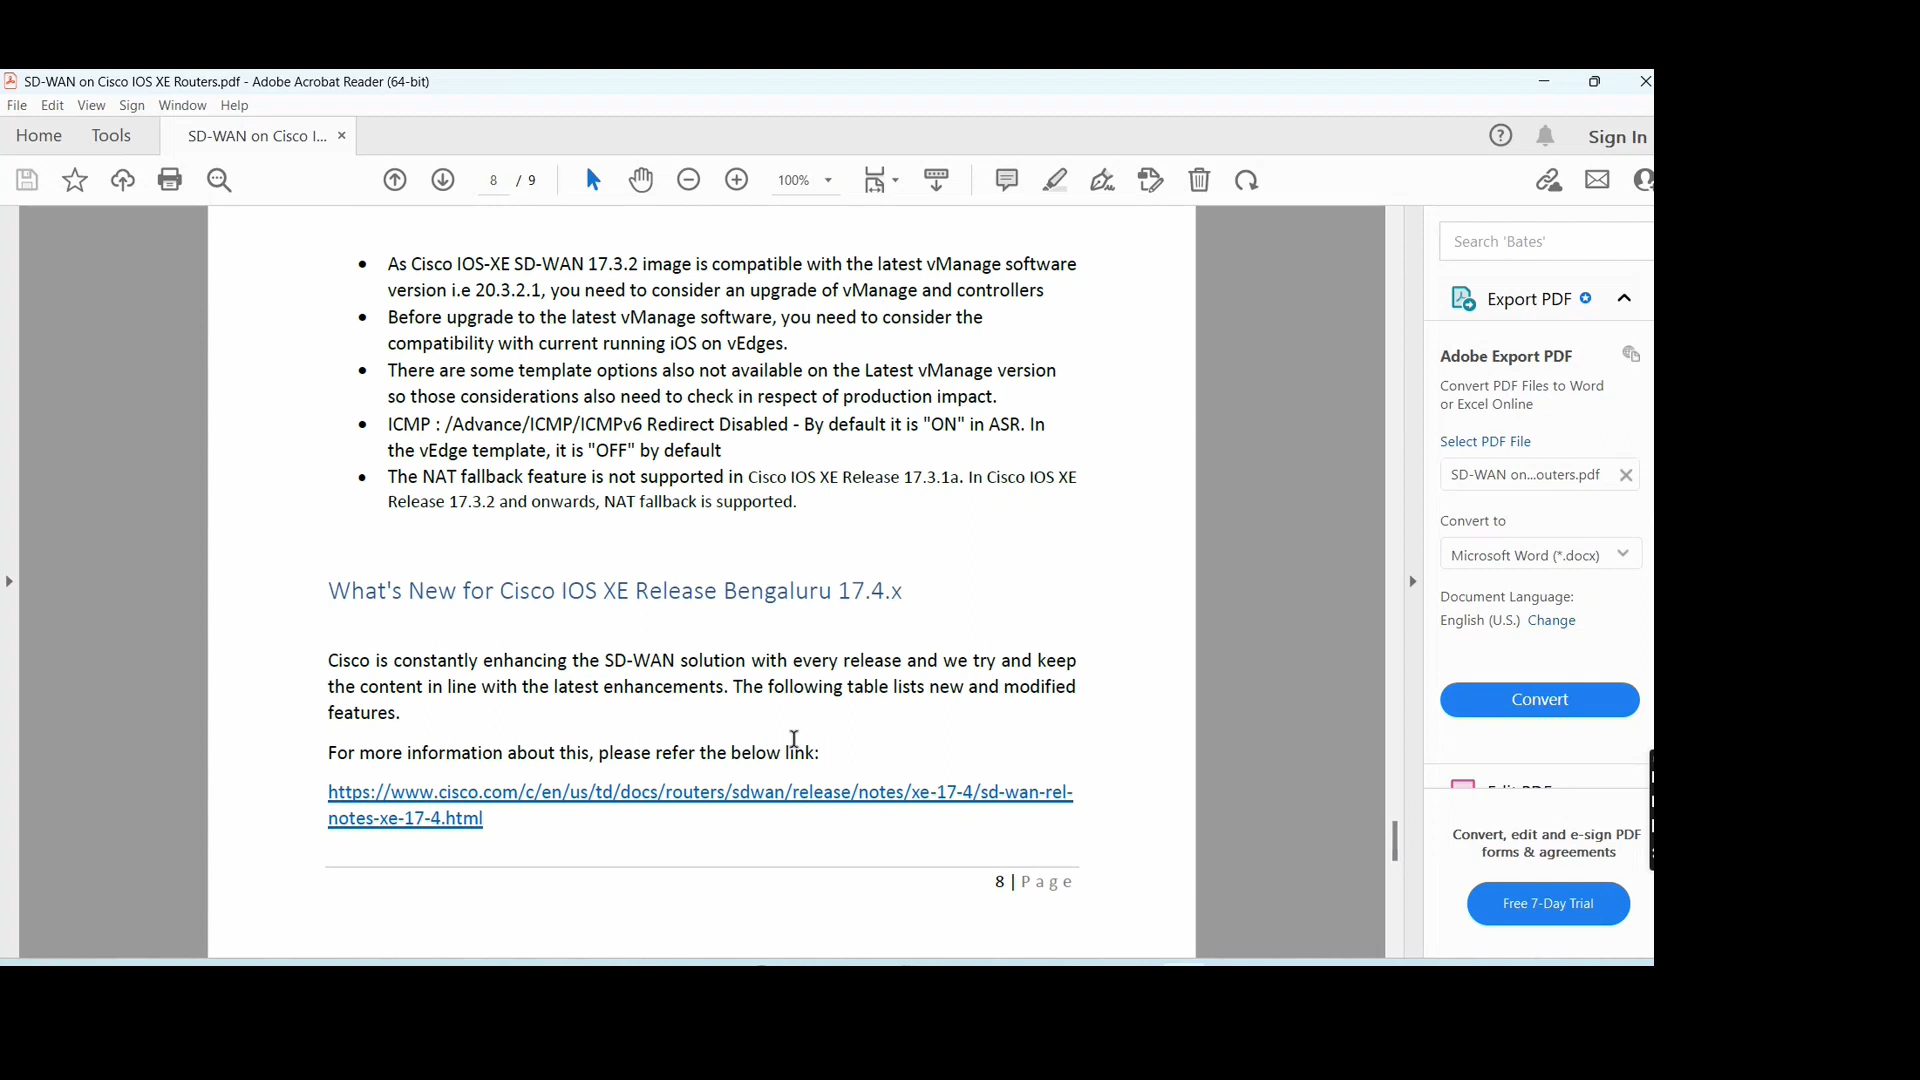 SD-WAN on Cisco IOS XE Routers.pdf - Adobe Acrobat Reader (64-bit)
File Edit View Sign Window Help
Home Tools SD-WAN on Cisco I... × Sign In
8 / 9 100%
• As Cisco IOS-XE SD-WAN 17.3.2 image is compatible with the latest vManage software
version i.e 20.3.2.1, you need to consider an upgrade of vManage and controllers
• Before upgrade to the latest vManage software, you need to consider the
compatibility with current running iOS on vEdges.
• There are some template options also not available on the Latest vManage version
so those considerations also need to check in respect of production impact.
• ICMP : /Advance/ICMP/ICMPv6 Redirect Disabled - By default it is "ON" in ASR. In
the vEdge template, it is "OFF" by default
• The NAT fallback feature is not supported in Cisco IOS XE Release 17.3.1a. In Cisco IOS XE
Release 17.3.2 and onwards, NAT fallback is supported.
What's New for Cisco IOS XE Release Bengaluru 17.4.x
Cisco is constantly enhancing the SD-WAN solution with every release and we try and keep
the content in line with the latest enhancements. The following table lists new and modified
features.
For more information about this, please refer the below link:
https://www.cisco.com/c/en/us/td/docs/routers/sdwan/release/notes/xe-17-4/sd-wan-rel-
notes-xe-17-4.html
8 | Page
Search 'Bates'
Export PDF
Adobe Export PDF
Convert PDF Files to Word
or Excel Online
Select PDF File
SD-WAN on...outers.pdf
Convert to
Microsoft Word (*.docx)
Document Language:
English (U.S.) Change
Convert
Edit PDF
Convert, edit and e-sign PDF
forms & agreements
Free 7-Day Trial